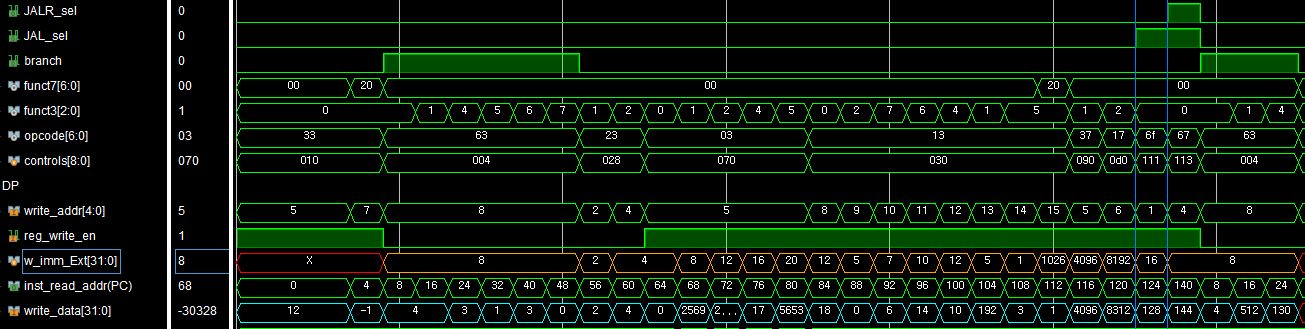 JALR_sel 0
JAL_sel 0
branch 0
funct7[6:0] 00 00 20 00 20 00
funct3[2:0] 1 0 1 4 5 6 7 1 2 0 1 2 4 5 0 2 7 6 4 1 5 1 2 0 1 4
opcode[6:0] 03 33 63 23 03 13 37 17 6f 67 63
controls[8:0] 070 010 004 028 070 030 090 0d0 111 113 004
DP
write_addr[4:0] 5 5 7 8 2 4 5 8 9 10 11 12 13 14 15 5 6 1 4 8
reg_write_en 1
w_imm_Ext[31:0] 8 X 8 2 4 8 12 16 20 12 5 7 10 12 5 1 1026 4096 8192 16 8
inst_read_addr(PC) 68 0 4 8 16 24 32 40 48 56 60 64 68 72 76 80 84 88 92 96 100 104 108 112 116 120 124 140 8 16 24
write_data[31:0] -30328 12 -1 4 3 1 3 0 2 4 0 2569 2... 17 5653 18 0 6 14 10 192 3 1 4096 8312 128 144 4 512 130